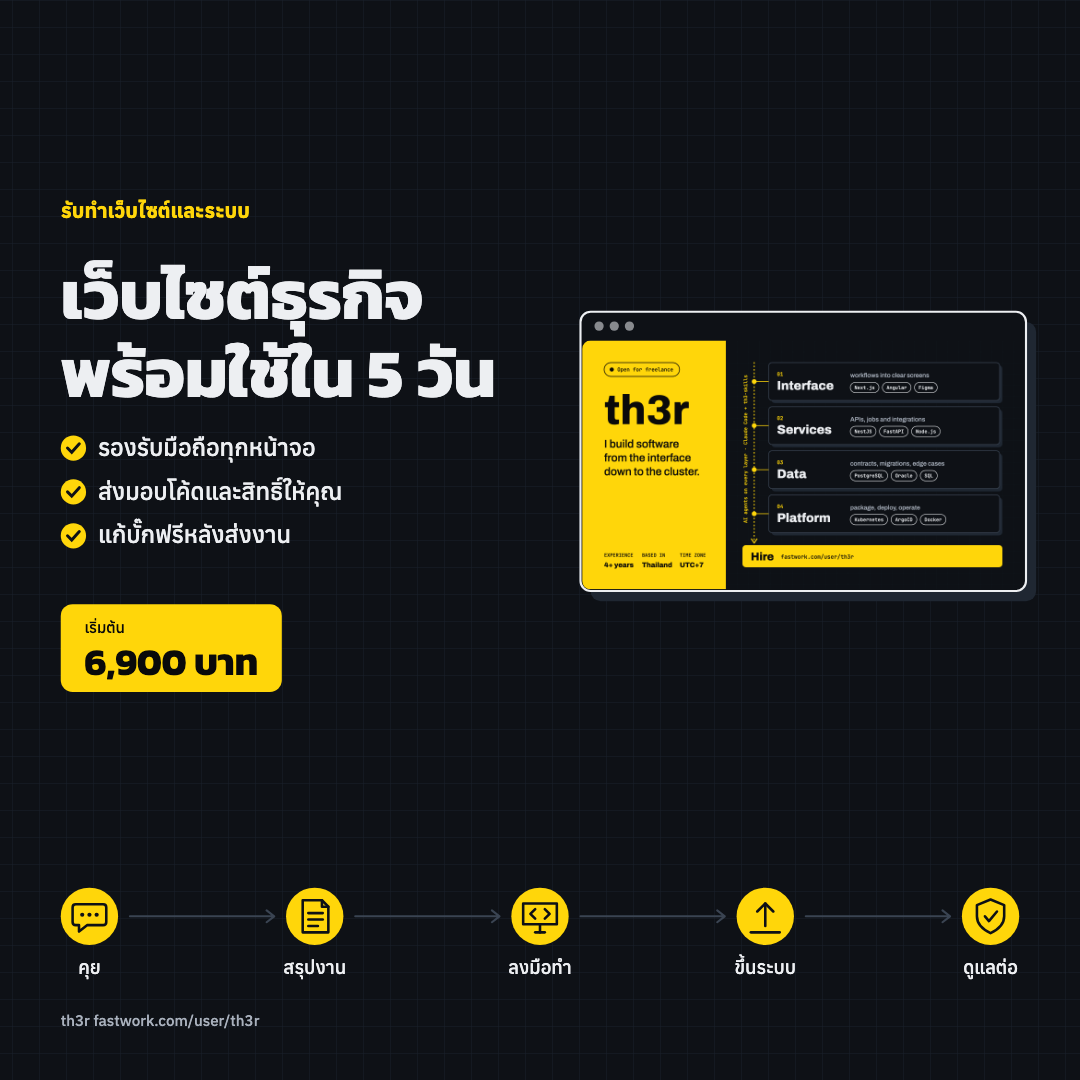 รับทำเว็บไซต์และระบบ
เว็บไซต์ธุรกิจ
พร้อมใช้ใน 5 วัน
รองรับมือถือทุกหน้าจอ
ส่งมอบโค้ดและสิทธิ์ให้คุณ
แก้บั๊กฟรีหลังส่งงาน
เริ่มต้น
6,900 บาท
Open for freelance
th3r
I build software
from the interface
down to the cluster.
EXPERIENCE BASED IN TIME ZONE
4+ years Thailand UTC+7
AI agents on every layer · Claude Code + th3-skills
01
Interface
workflows into clear screens
Next.js Angular Figma
02
Services
APIs, jobs and integrations
NestJS FastAPI Node.js
03
Data
contracts, migrations, edge cases
PostgreSQL Oracle SQL
04
Platform
package, deploy, operate
Kubernetes ArgoCD Docker
Hire fastwork.com/user/th3r
คุย
สรุปงาน
ลงมือทำ
ขึ้นระบบ
ดูแลต่อ
th3r fastwork.com/user/th3r